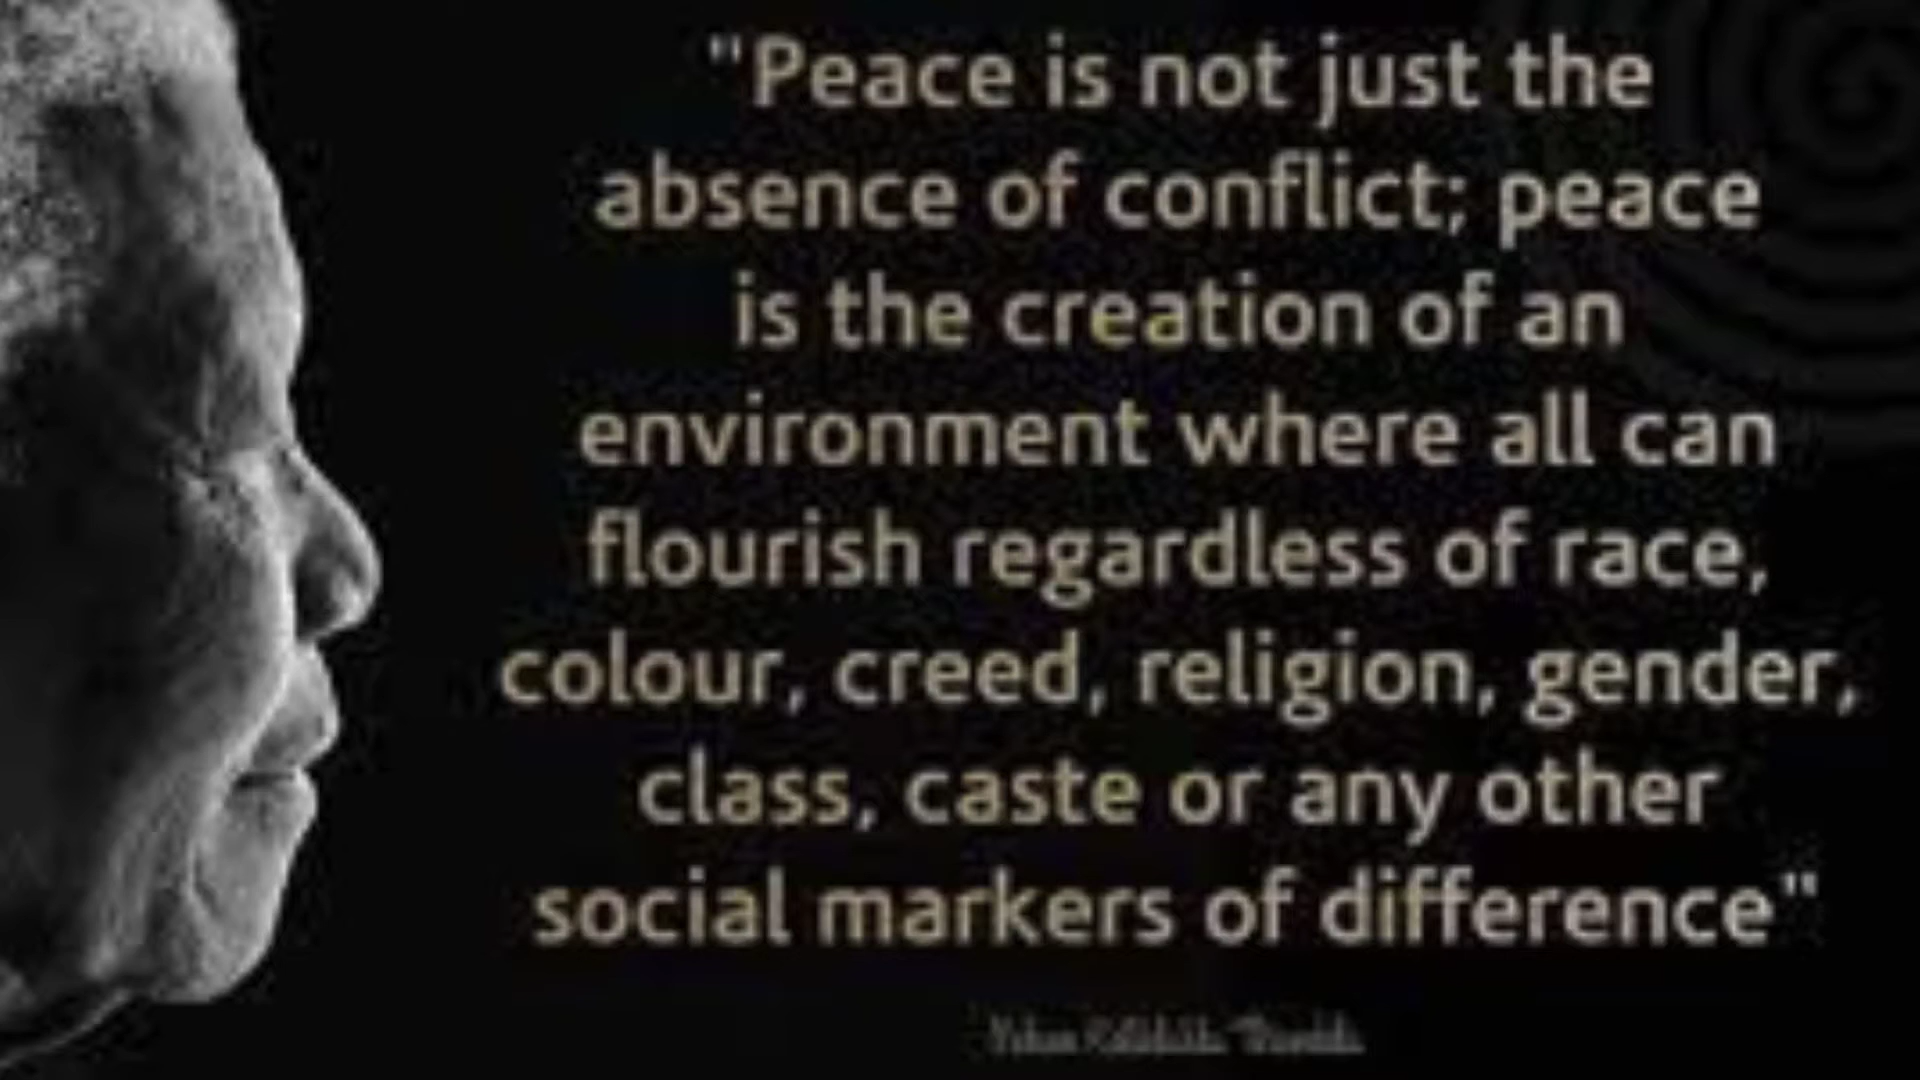 "Peace is not just the
absence of conflict; peace
is the creation of an
environment where all can
flourish regardless of race,
colour, creed, religion, gender,
class, caste or any other
social markers of difference"